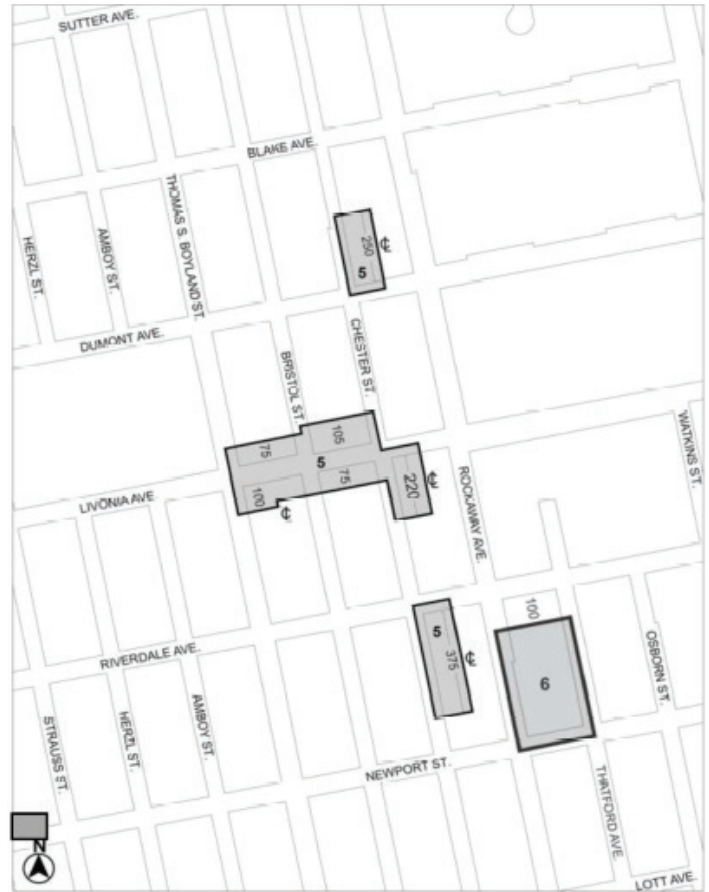 SUTTER AVE.
BLAKE AVE.
HERZL ST.
AMBOY ST.
THOMAS S. BOYLAND ST.
250
℄
5
DUMONT AVE.
BRISTOL ST.
CHESTER ST.
75
105
5
100
75
220
℄
℄
WATKINS ST.
LIVONIA AVE
ROCKAWAY AVE.
5
375
℄
100
6
RIVERDALE AVE.
OSBORN ST.
STRAUSS ST.
HERZL ST.
AMBOY ST.
NEWPORT ST.
THATFORD AVE.
N
LOTT AVE.